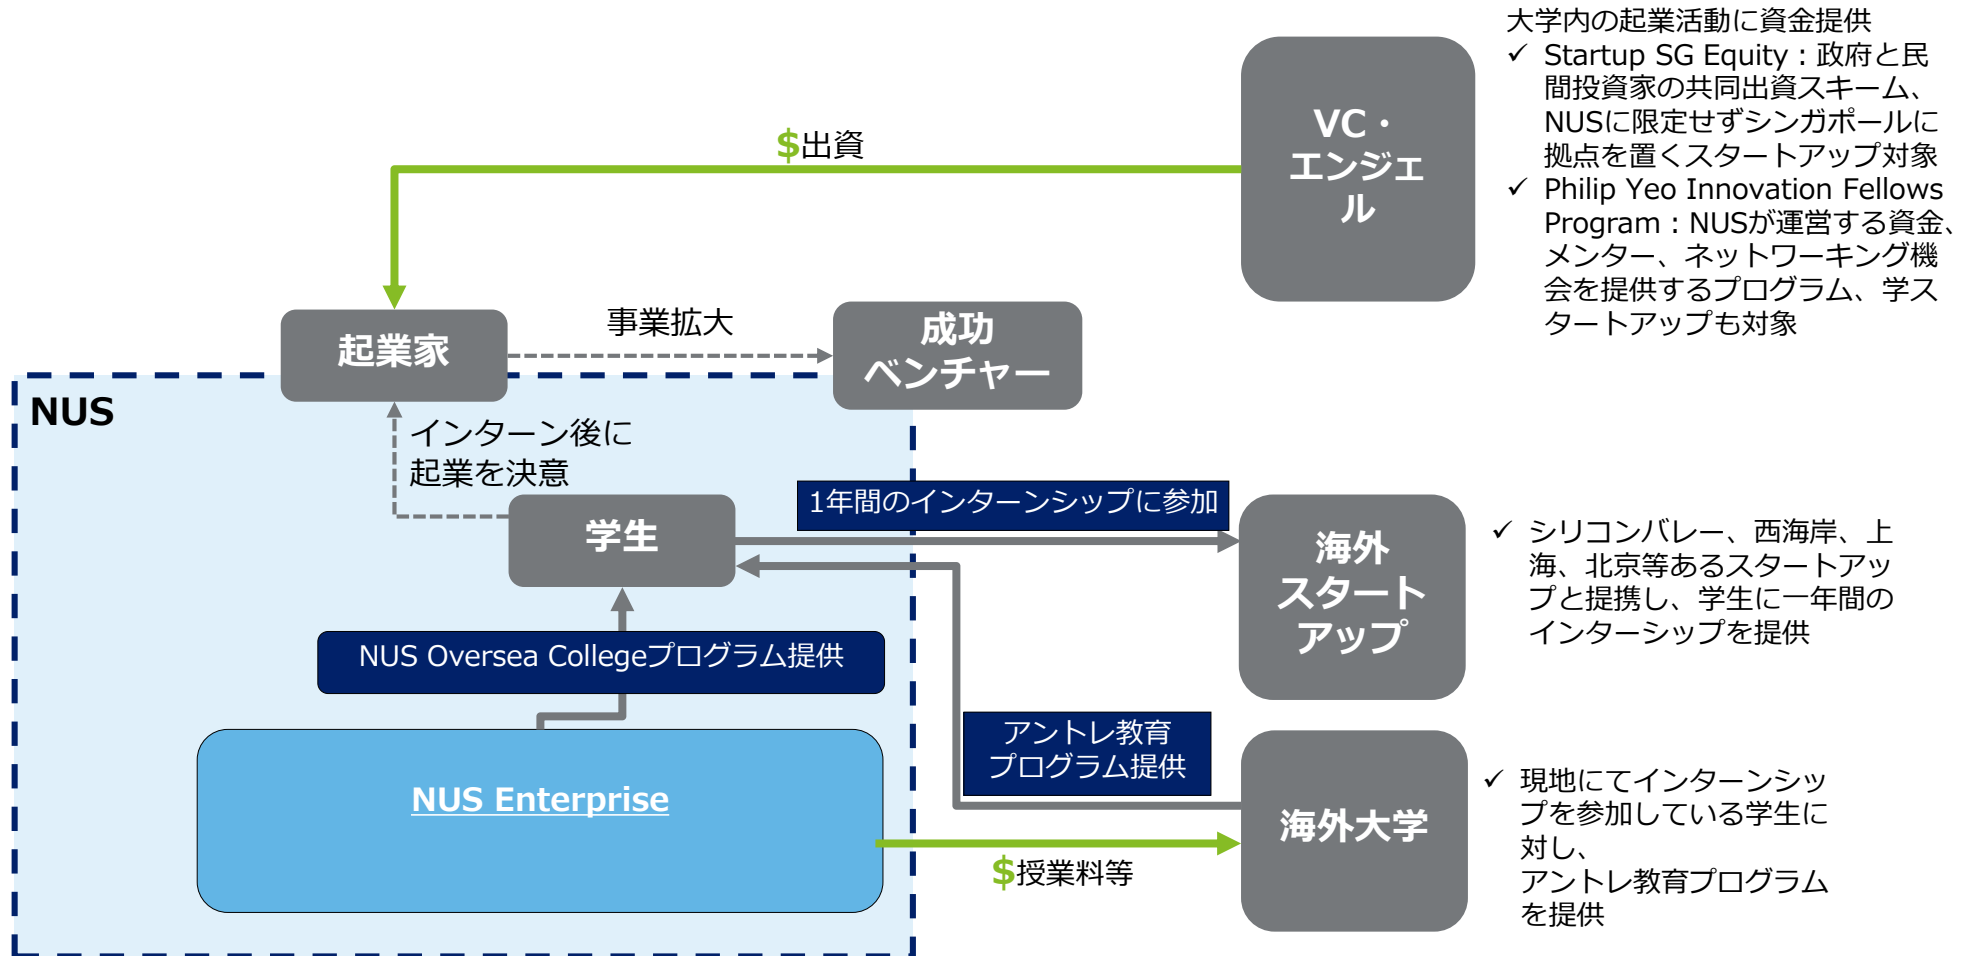 大学内の起業活動に資金提供
✓ Startup SG Equity：政府と民
間投資家の共同出資スキーム、
NUSに限定せずシンガポールに
拠点を置くスタートアップ対象
✓ Philip Yeo Innovation Fellows
Program：NUSが運営する資金、
メンター、ネットワーキング機
会を提供するプログラム、学ス
タートアップも対象
VC・
エンジェ
ル
$出資
起業家
事業拡大
成功
ベンチャー
NUS
インターン後に
起業を決意
学生
1年間のインターンシップに参加
海外
スタート
アップ
✓ シリコンバレー、西海岸、上
海、北京等あるスタートアッ
プと提携し、学生に一年間の
インターシップを提供
NUS Oversea Collegeプログラム提供
アントレ教育
プログラム提供
NUS Enterprise
$授業料等
海外大学
✓ 現地にてインターンシッ
プを参加している学生に
対し、
アントレ教育プログラム
を提供